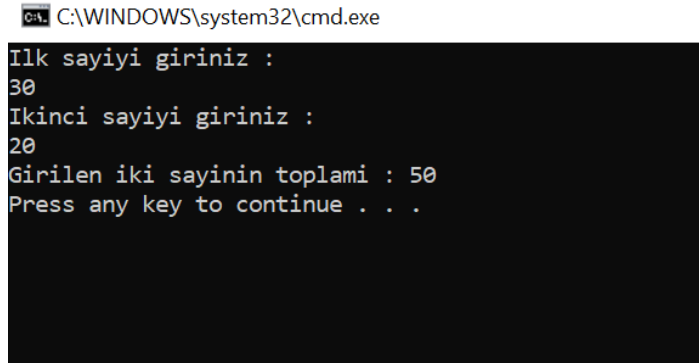 C:\WINDOWS\system32\cmd.exe
Ilk sayiyi giriniz :
30
Ikinci sayiyi giriniz :
20
Girilen iki sayinin toplami : 50
Press any key to continue . . .